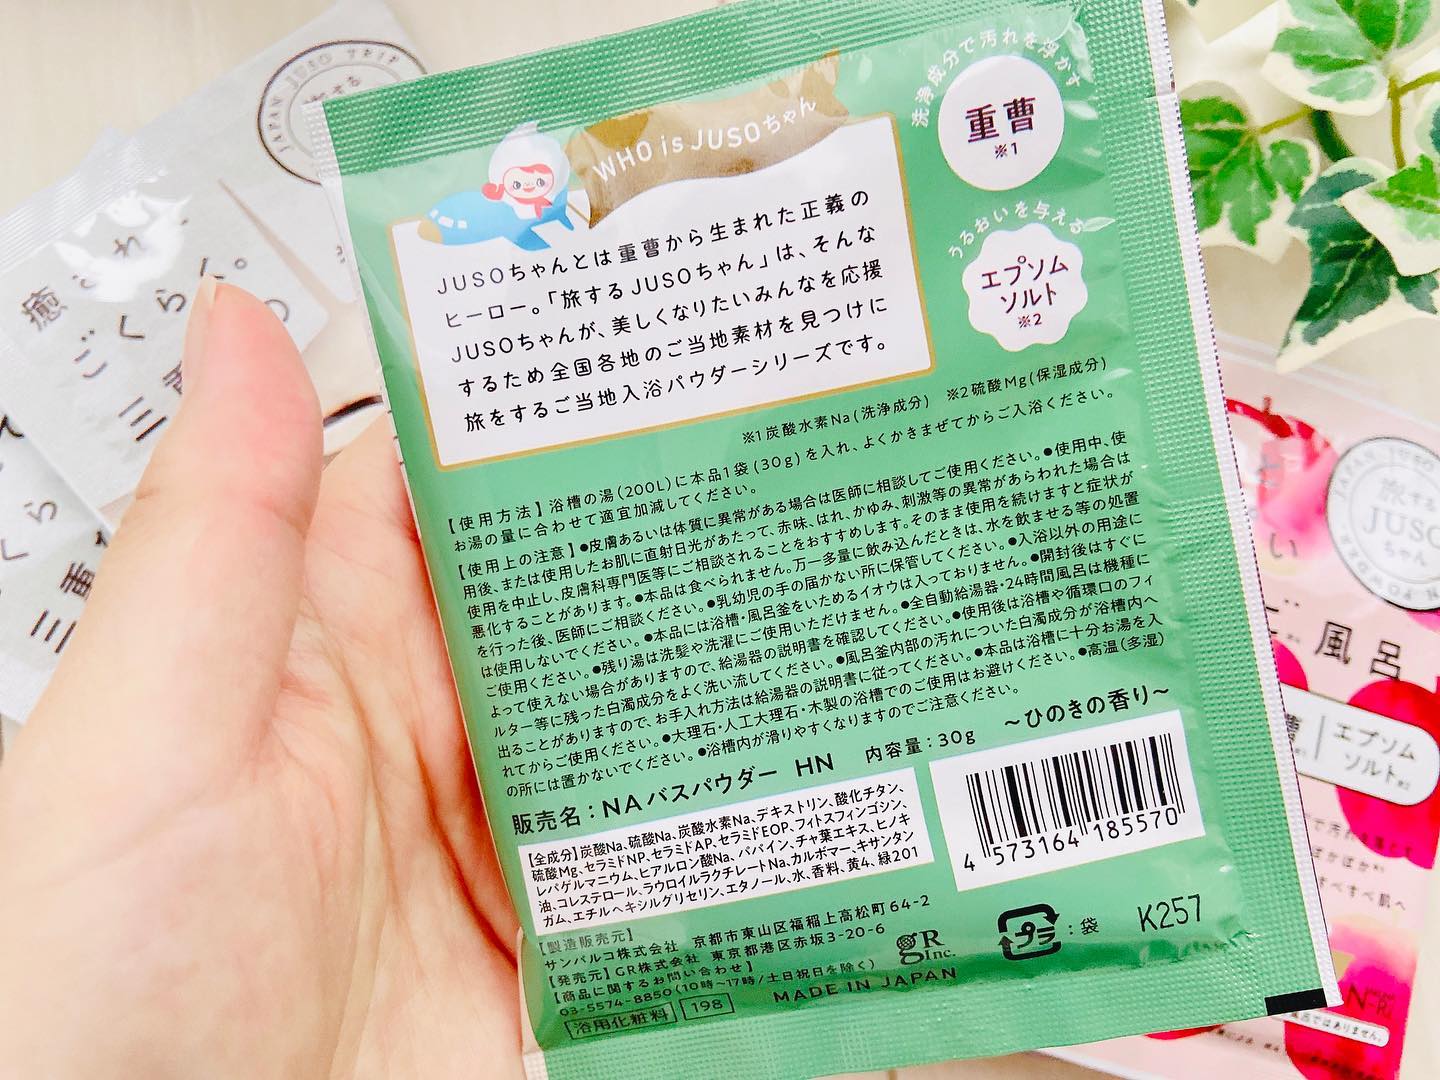 WHO is JUSOちゃん
JUSOちゃんとは重曹から生まれた正義の
ヒーロー。「旅するJUSOちゃん」は、そんな
JUSOちゃんが、美しくなりたいみんなを応援
するため全国各地のご当地素材を見つけに
旅をするご当地入浴パウダーシリーズです。
洗浄成分で汚れを浮かす
重曹
※1
うるおいを与える
エプソム
ソルト
※2
※1炭酸水素Na(洗浄成分) ※2硫酸Mg(保湿成分)
【使用方法】浴槽の湯(200L)に本品1袋(30g)を入れ、よくかきまぜてからご入浴ください。
お湯の量に合わせて適宜加減してください。
【使用上の注意】●皮膚あるいは体質に異常がある場合は医師に相談してご使用ください。●使用中、使
用後、または使用したお肌に直射日光があたって、赤味、はれ、かゆみ、刺激等の異常があらわれた場合は
使用を中止し、皮膚科専門医等にご相談されることをおすすめします。そのまま使用を続けますと症状が
悪化することがあります。●本品は食べられません。万一多量に飲み込んだときは、水を飲ませる等の処置
を行った後、医師にご相談ください。●乳幼児の手の届かない所に保管してください。●入浴以外の用途に
は使用しないでください。●本品には浴槽・風呂釜をいためるイオウは入っておりません。●開封後はすぐに
ご使用ください。●残り湯は洗髪や洗濯にご使用いただけません。●全自動給湯器・24時間風呂は機種に
よって使えない場合がありますので、給湯器の説明書を確認してください。●使用後は浴槽や循環口のフィ
ルター等に残った白濁成分をよく洗い流してください。●風呂釜内部の汚れについた白濁成分が浴槽内へ
出ることがありますので、お手入れ方法は給湯器の説明書に従ってください。●本品は浴槽に十分お湯を入
れてからご使用ください。●大理石・人工大理石・木製の浴槽でのご使用はお避けください。●高温(多湿)
の所には置かないでください。●浴槽内が滑りやすくなりますのでご注意ください。
販売名：NAバスパウダー HN 内容量：30g ～ひのきの香り～
【全成分】炭酸Na、硫酸Na、炭酸水素Na、デキストリン、酸化チタン、
硫酸Mg、セラミドNP、セラミドAP、セラミドEOP、フィトスフィンゴシン、
レパゲルマニウム、ヒアルロン酸Na、パパイン、チャ葉エキス、ヒノキ
油、コレステロール、ラウロイルラクチレートNa、カルボマー、キサンタン
ガム、エチルヘキシルグリセリン、エタノール、水、香料、黄4、緑201
4 573164 185570
【製造販売元】
サンパルコ株式会社 京都市東山区福稲上高松町64-2
【発売元】GR株式会社 東京都港区赤坂3-20-6
【商品に関するお問い合わせ】
03-5574-8850(10時～17時/土日祝日を除く)
浴用化粧料 198 MADE IN JAPAN
gR
Inc.
プラ：袋 K257
JAPAN JUSO TRIP
癒され、
ごくらく。
旅する
JUSO
ちゃん
風呂
エプソム
ソルト